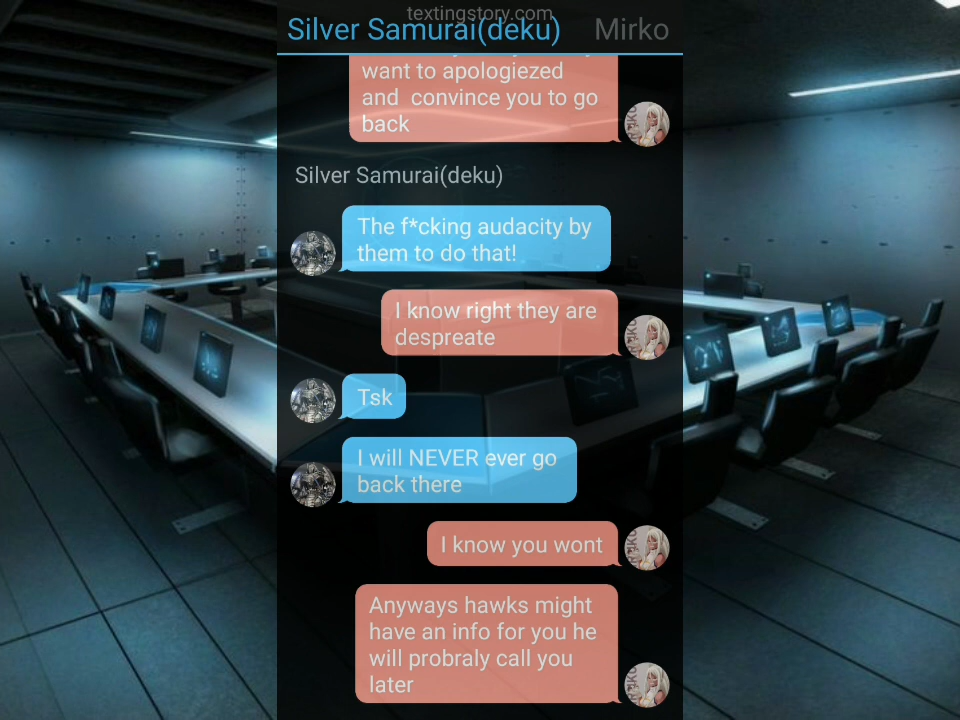 textingstory.com
Silver Samurai(deku) Mirko
want to apologiezed
and convince you to go
back
Silver Samurai(deku)
The f*cking audacity by
them to do that!
I know right they are
despreate
Tsk
I will NEVER ever go
back there
I know you wont
Anyways hawks might
have an info for you he
will probraly call you
later